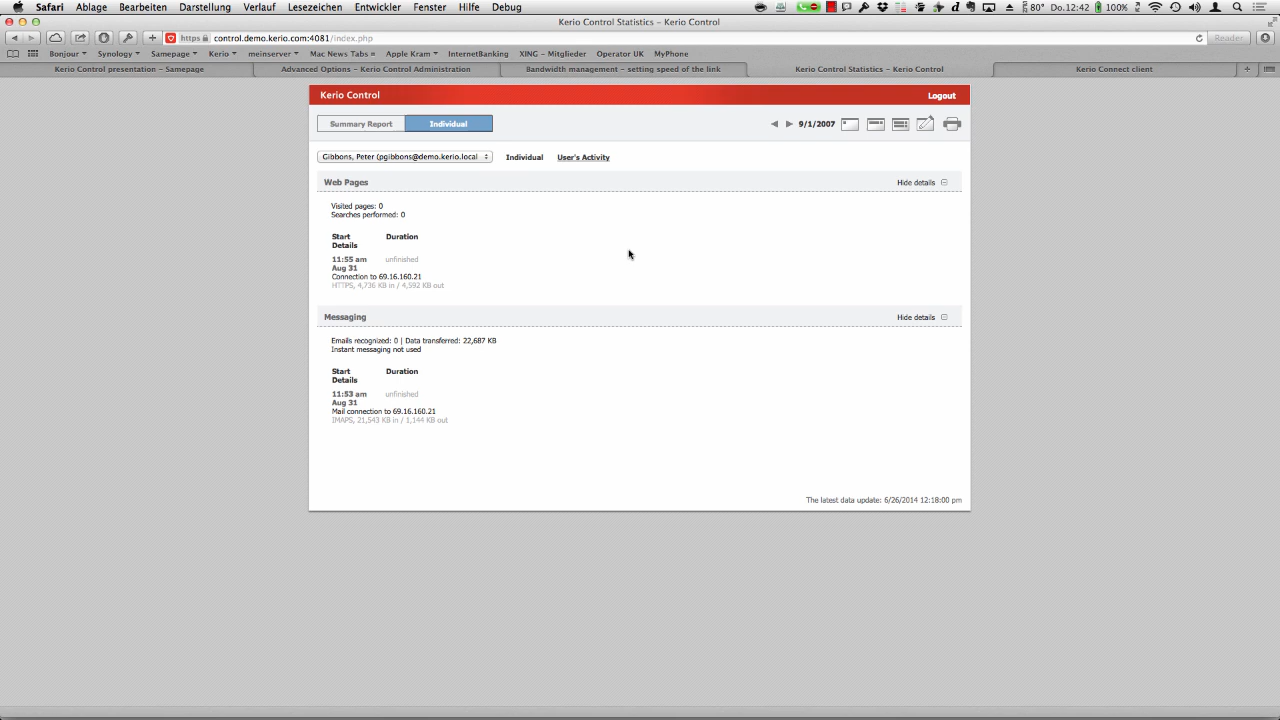 Safari Ablage Bearbeiten Darstellung Verlauf Lesezeichen Entwickler Fenster Hilfe Debug 80° Do.12:42 100%
Kerio Control Statistics – Kerio Control
https control.demo.kerio.com:4081/index.php Reader
Bonjour Synology Samepage Kerio meinserver Mac News Tabs Apple Kram InternetBanking XING – Mitglieder Operator UK MyPhone
Kerio Control presentation – Samepage Advanced Options – Kerio Control Administration Bandwidth management – setting speed of the link Kerio Control Statistics – Kerio Control Kerio Connect client
Kerio Control Logout
Summary Report Individual 9/1/2007
Gibbons, Peter (pgibbons@demo.kerio.local Individual User's Activity
Web Pages Hide details
Visited pages: 0
Searches performed: 0
Start Duration
Details
11:55 am unfinished
Aug 31
Connection to 69.16.160.21
HTTPS, 4,736 KB in / 4,592 KB out
Messaging Hide details
Emails recognized: 0 | Data transferred: 22,687 KB
Instant messaging not used
Start Duration
Details
11:53 am unfinished
Aug 31
Mail connection to 69.16.160.21
IMAPS, 21,543 KB in / 1,144 KB out
The latest data update: 6/26/2014 12:18:00 pm